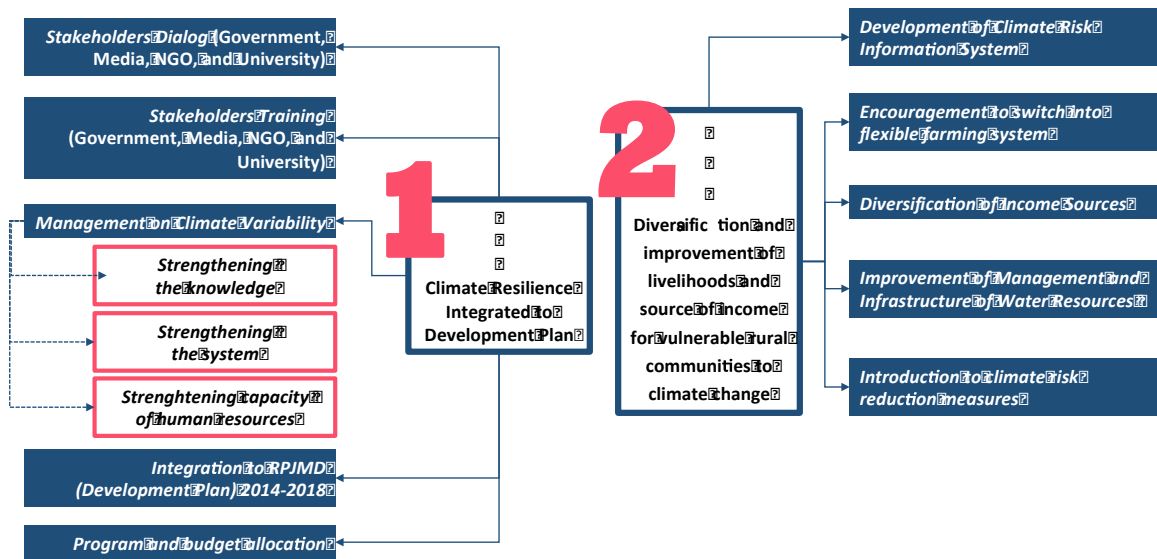 Stakeholders Dialog (Government,
Media, NGO, and University)
Stakeholders Training
(Government, Media, NGO, and
University)
Management on Climate Variability
Strengthening
the knowledge
Strengthening
the system
Strenghtening capacity
of human resources
Integration to RPJMD
(Development Plan) 2014-2018
Program and budget allocation
1
Climate Resilience
Integrated to
Development Plan
2
Diversific tion and
improvement of
livelihoods and
source of income
for vulnerable rural
communities to
climate change
Development of Climate Risk
Information System
Encouragement to switch into
flexible farming system
Diversification of Income Sources
Improvement of Management and
Infrastructure of Water Resources
Introduction to climate risk
reduction measures